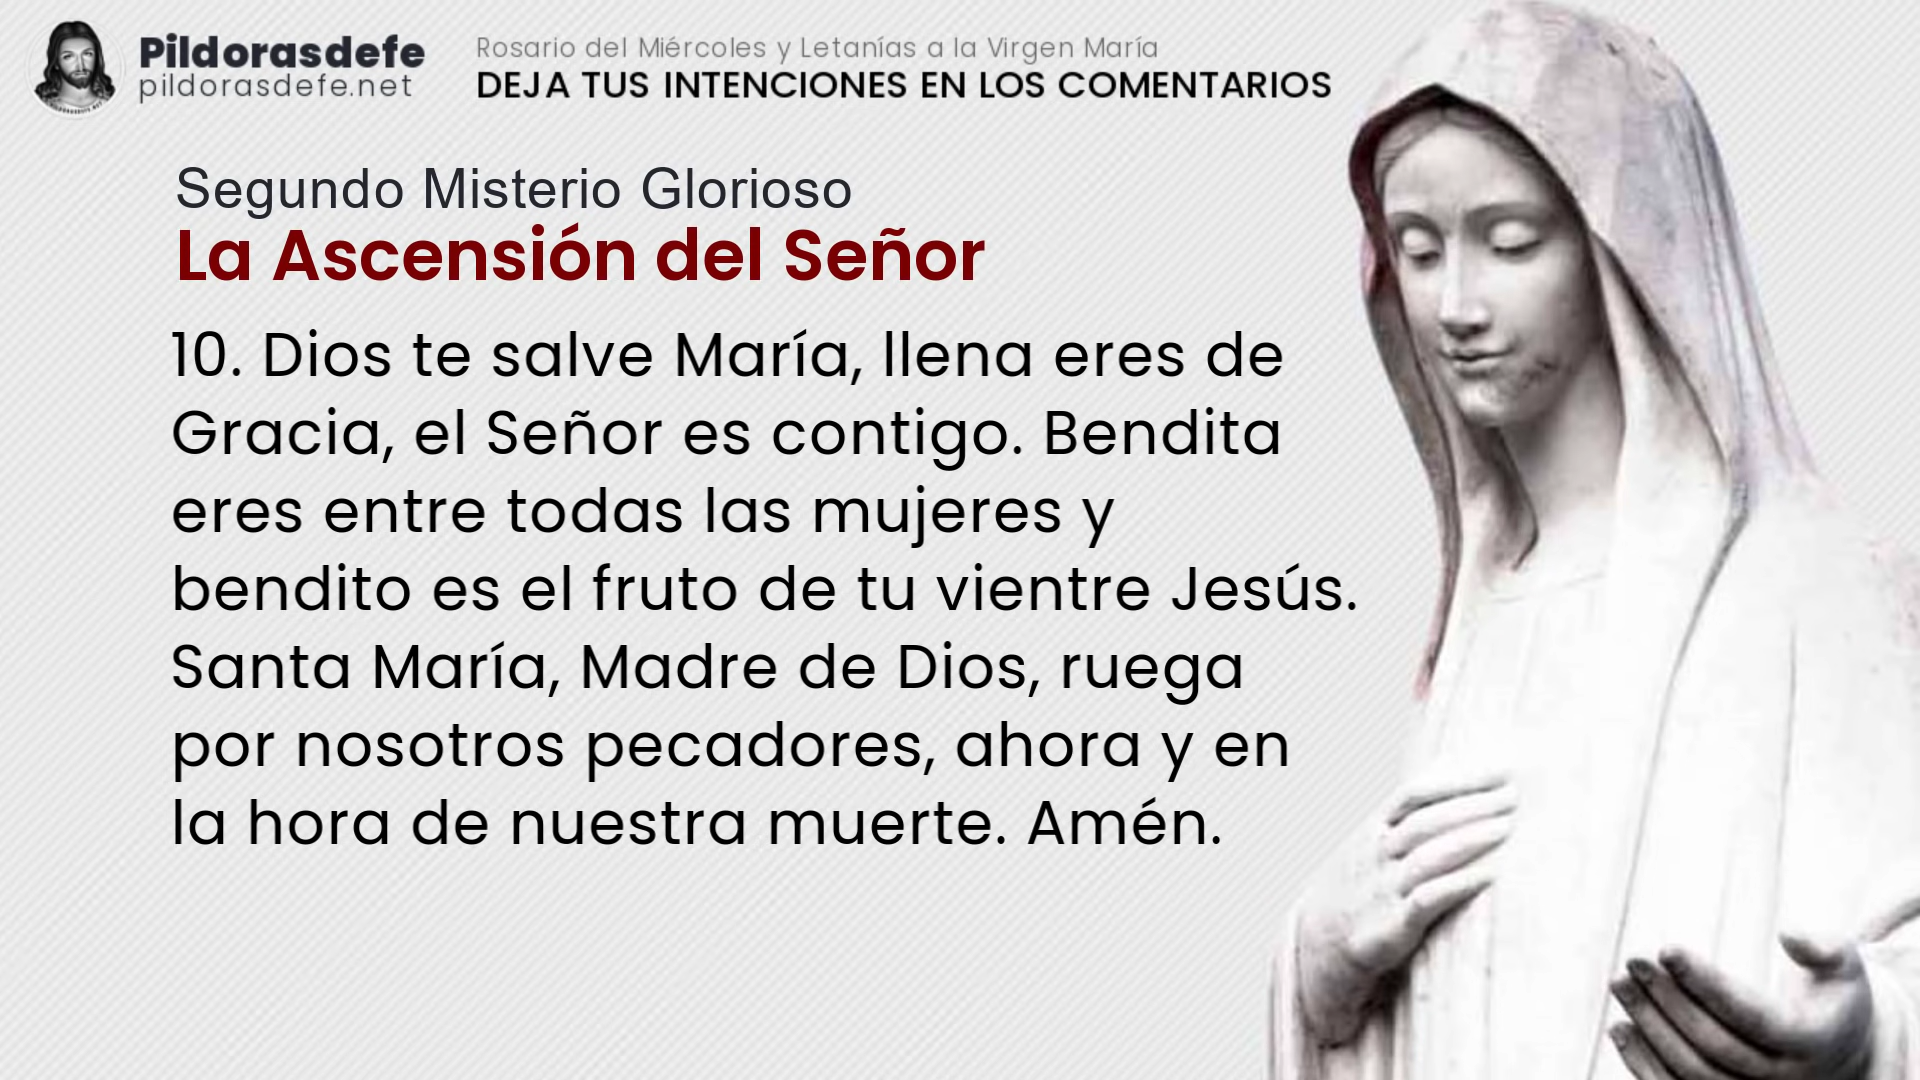 Pildorasdefe
pildorasdefe.net
Rosario del Miércoles y Letanías a la Virgen María
DEJA TUS INTENCIONES EN LOS COMENTARIOS
Segundo Misterio Glorioso
La Ascensión del Señor
10. Dios te salve María, llena eres de
Gracia, el Señor es contigo. Bendita
eres entre todas las mujeres y
bendito es el fruto de tu vientre Jesús.
Santa María, Madre de Dios, ruega
por nosotros pecadores, ahora y en
la hora de nuestra muerte. Amén.